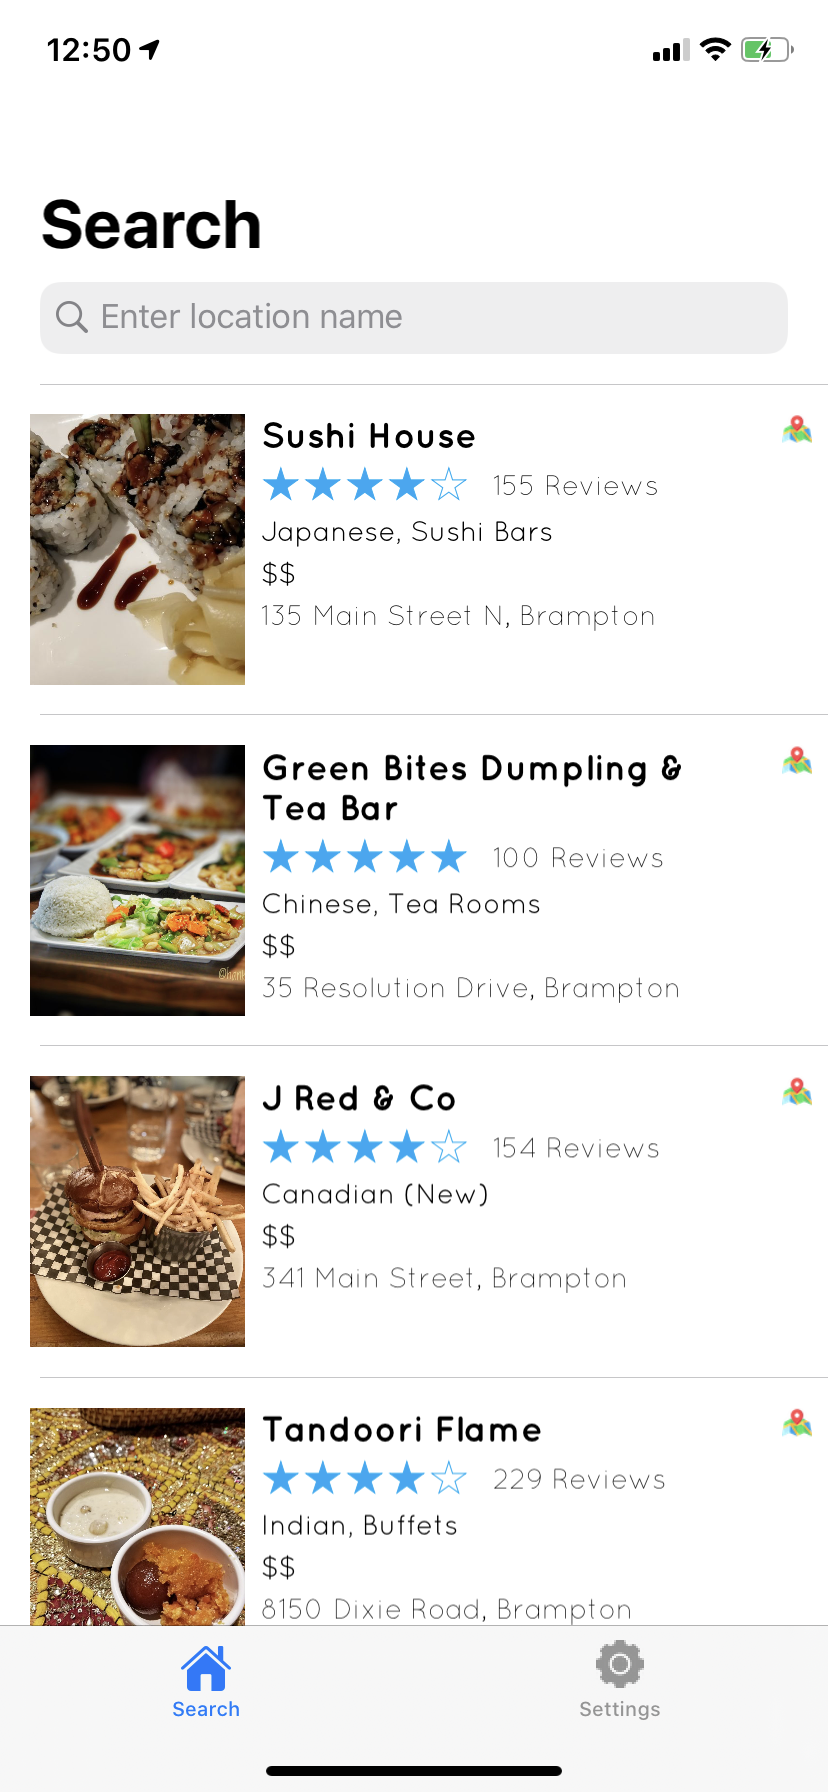 12:50
Search
Enter location name
Sushi House
155 Reviews
Japanese, Sushi Bars
$$
135 Main Street N, Brampton
Green Bites Dumpling &
Tea Bar
100 Reviews
Chinese, Tea Rooms
$$
35 Resolution Drive, Brampton
J Red & Co
154 Reviews
Canadian (New)
$$
341 Main Street, Brampton
Tandoori Flame
229 Reviews
Indian, Buffets
$$
8150 Dixie Road, Brampton
Search
Settings